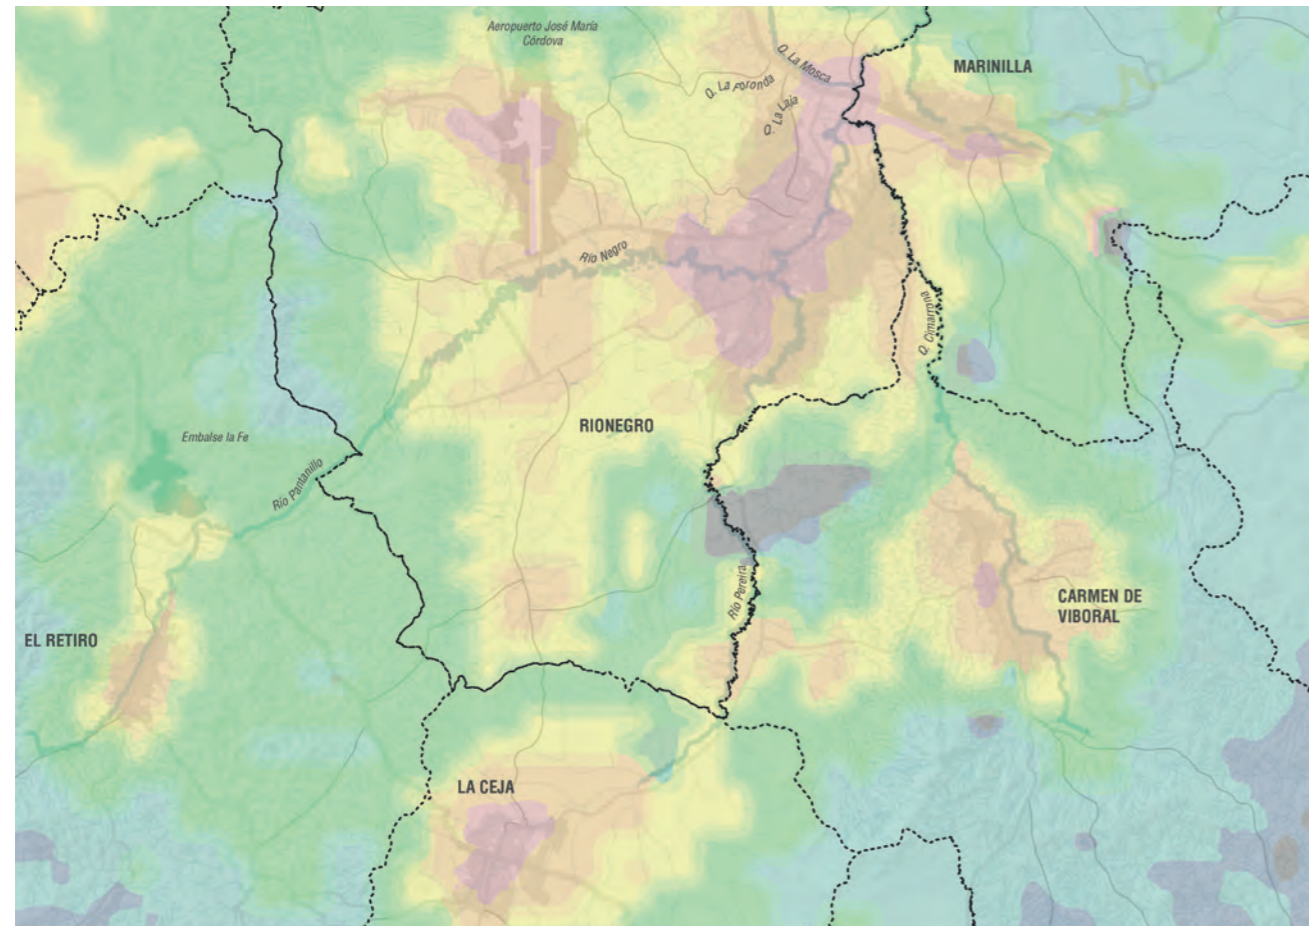 Aeropuerto José María
Córdova
Q. La Mosca
MARINILLA
Q. La Foronda
Q. La Laja
Río Negro
Q. Cimarrona
RIONEGRO
Embalse la Fe
Río Pantanillo
Río Pereira
CARMEN DE
VIBORAL
EL RETIRO
LA CEJA